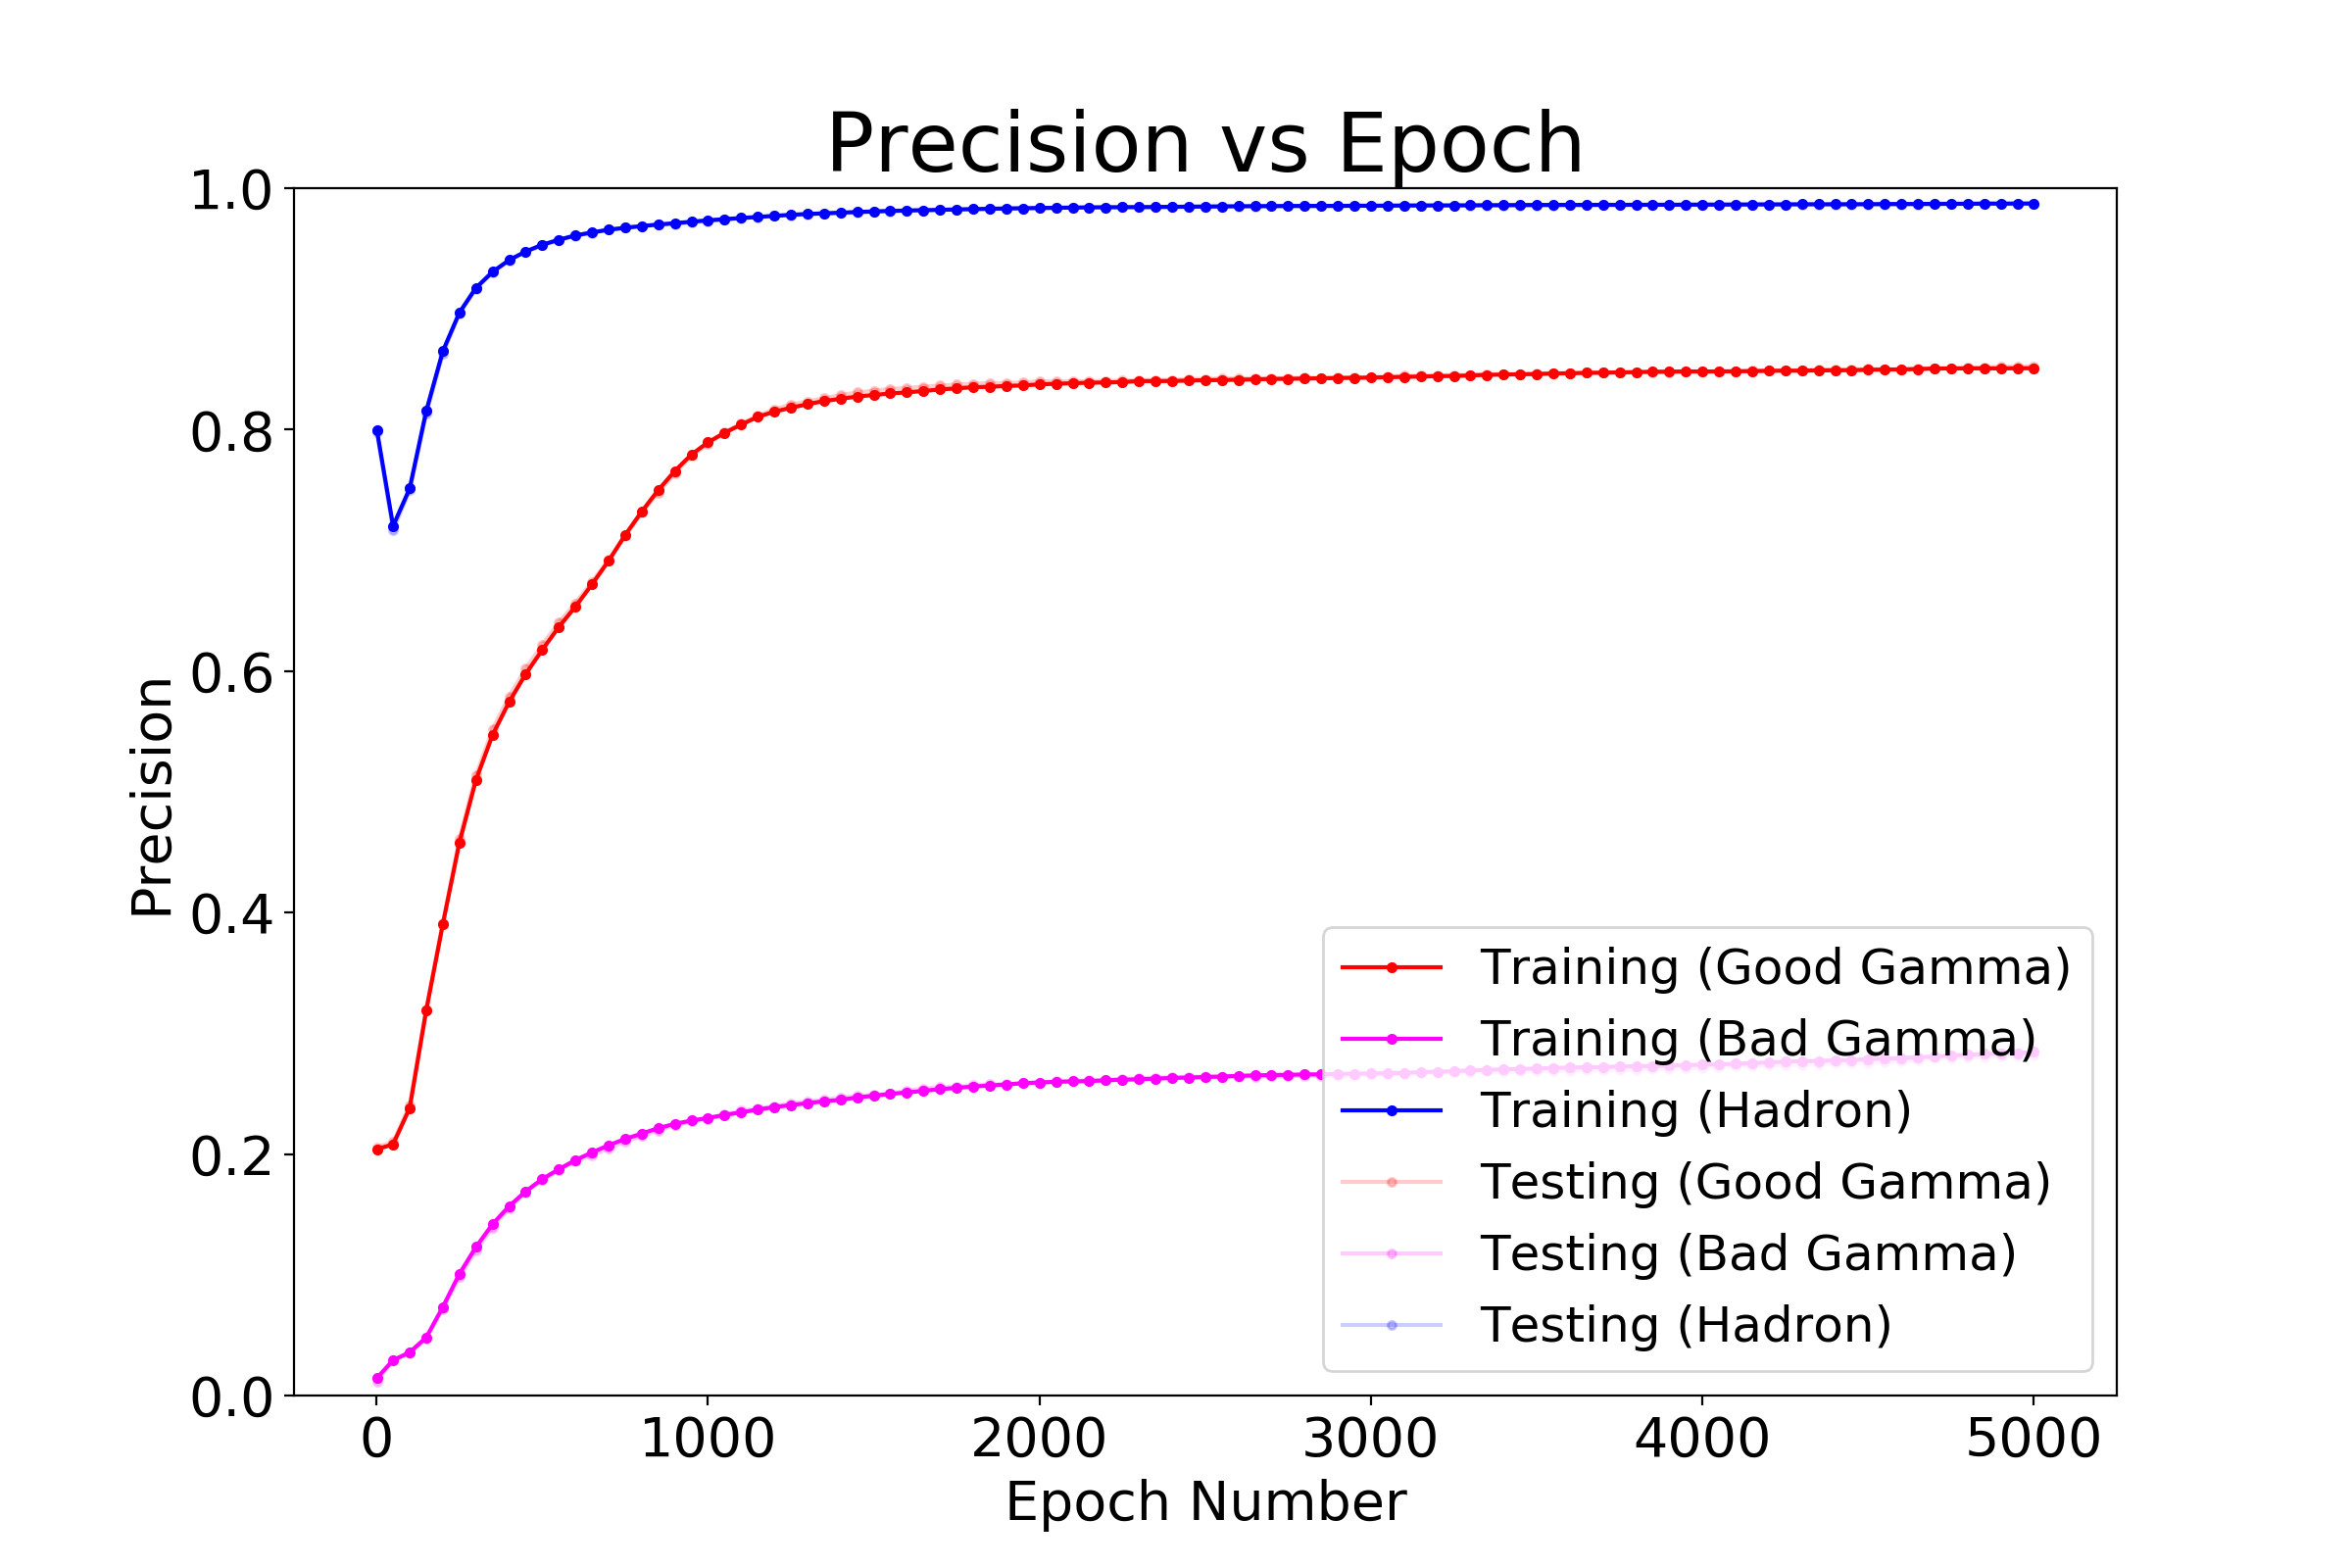 Precision vs Epoch
1.0
0.8
0.6
0.4
0.2
0.0
Precision
0
1000
2000
3000
4000
5000
Epoch Number
Training (Good Gamma)
Training (Bad Gamma)
Training (Hadron)
Testing (Good Gamma)
Testing (Bad Gamma)
Testing (Hadron)